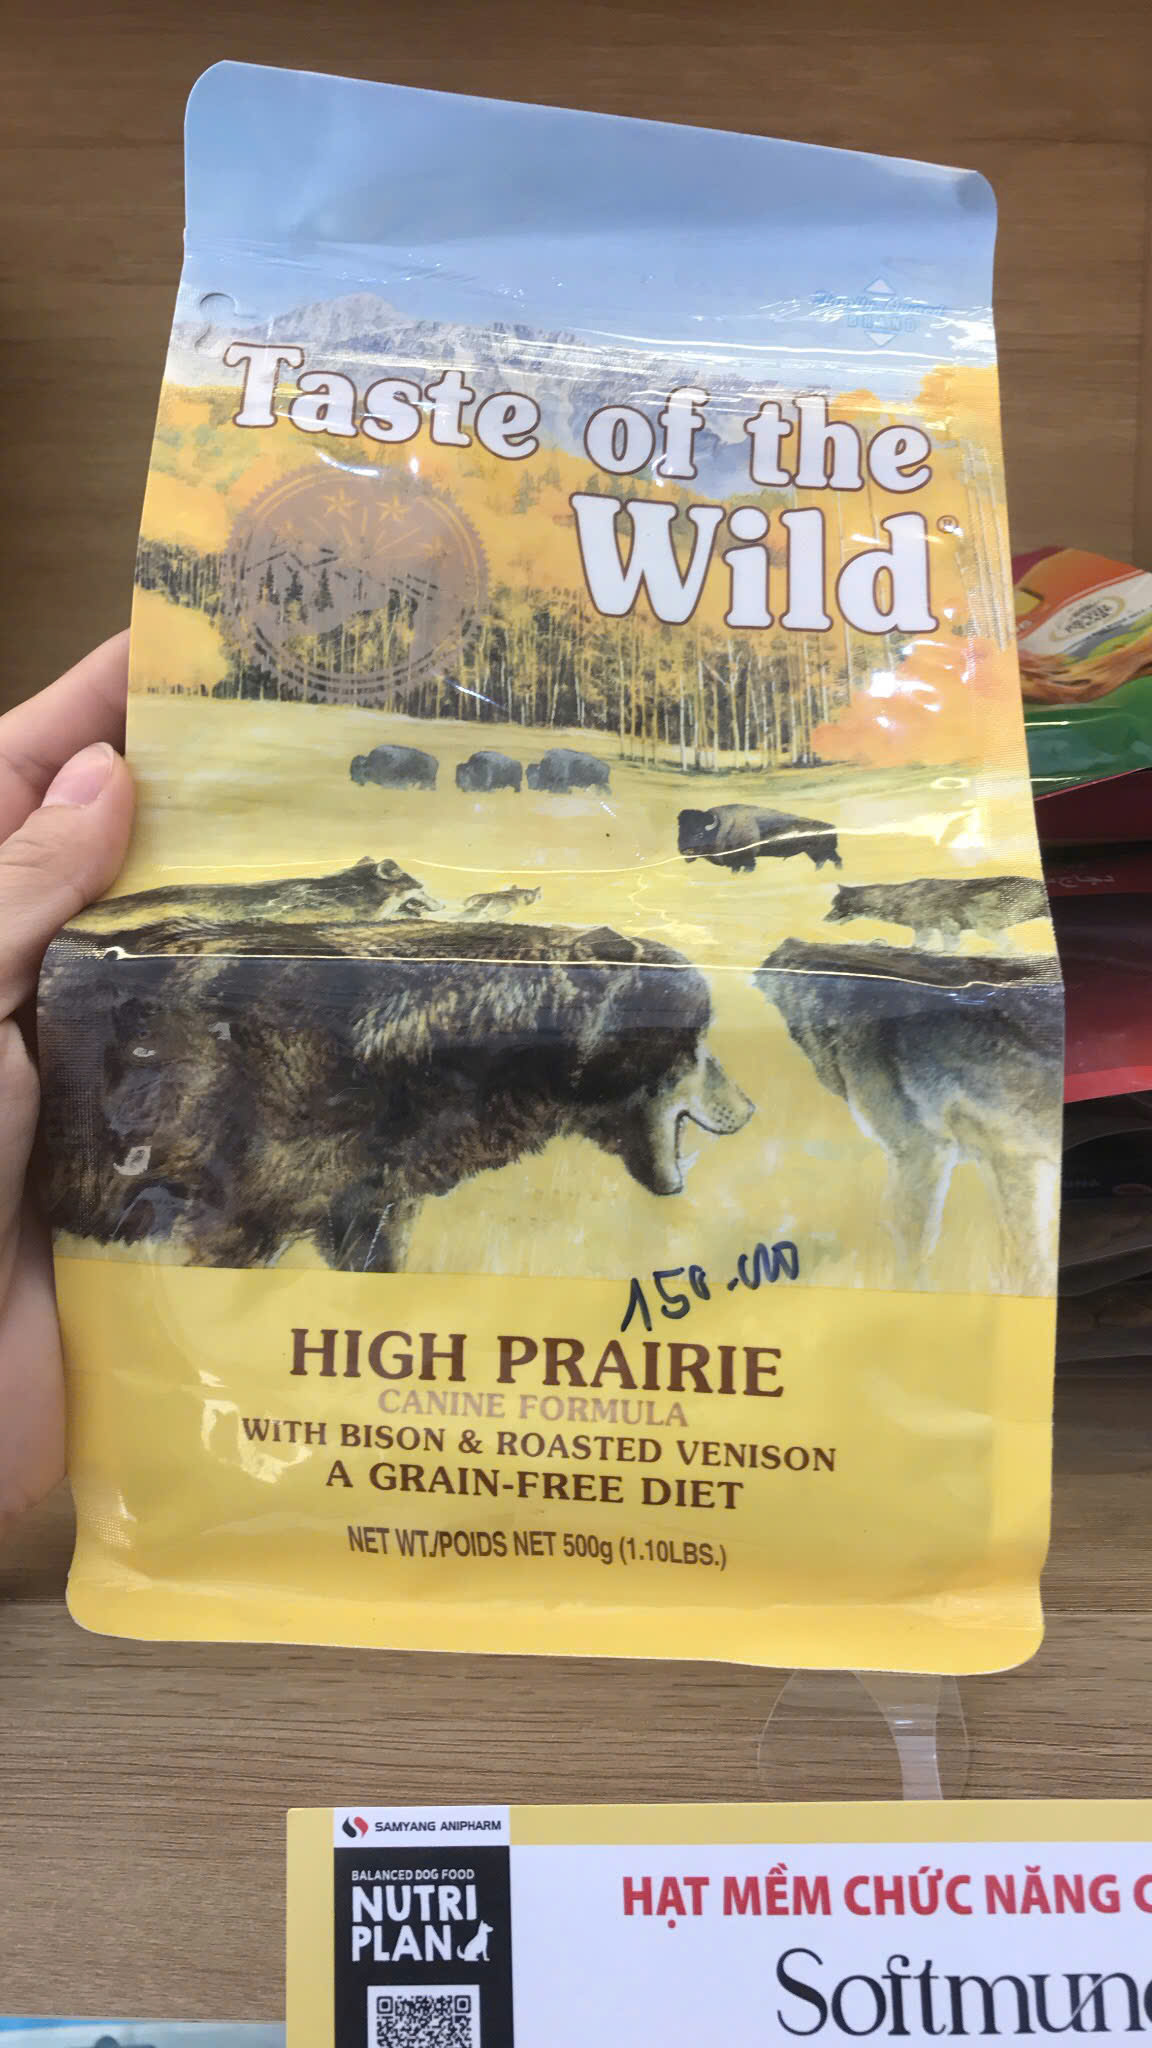 Taste of the
Wild®
150.000
HIGH PRAIRIE
CANINE FORMULA
WITH BISON & ROASTED VENISON
A GRAIN-FREE DIET
NET WT./POIDS NET 500g (1.10LBS.)
SAMYANG ANIPHARM
BALANCED DOG FOOD
NUTRI
PLAN
HẠT MỀM CHỨC NĂNG
Softmun